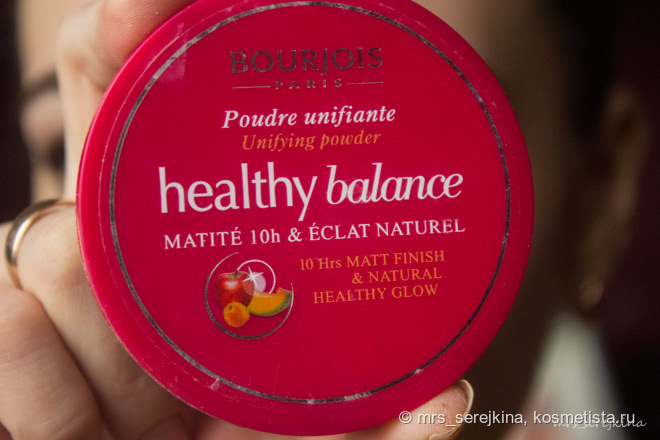 BOURJOIS
PARIS
Poudre unifiante
Unifying powder
healthy balance
MATITÉ 10h & ÉCLAT NATUREL
10 Hrs MATT FINISH
& NATURAL
HEALTHY GLOW
© mrs_serejkina, kosmetista.ru